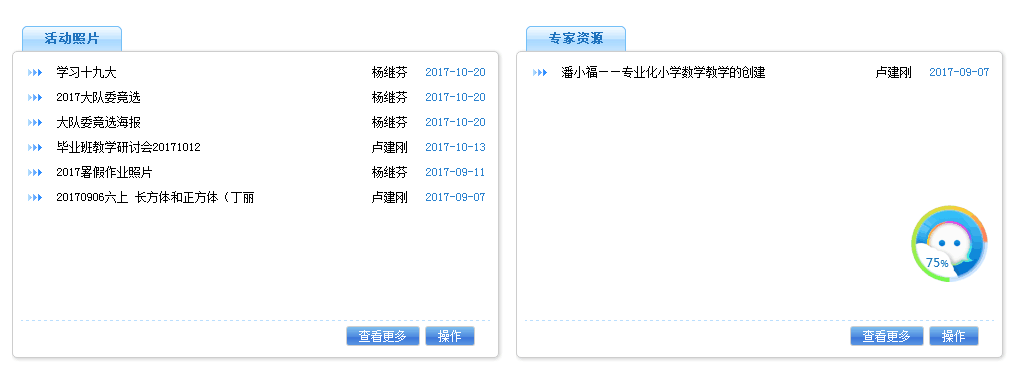 活动照片
学习十九大 杨维芬 2017-10-20
2017大队委竟选 杨维芬 2017-10-20
大队委竟选海报 杨维芬 2017-10-20
毕业班教学研讨会20171012 卢建刚 2017-10-13
2017暑假作业照片 杨维芬 2017-09-11
20170906六上 长方体和正方体（丁丽 卢建刚 2017-09-07
查看更多 操作
专家资源
潘小福——专业化小学数学教学的创建 卢建刚 2017-09-07
75%
查看更多 操作